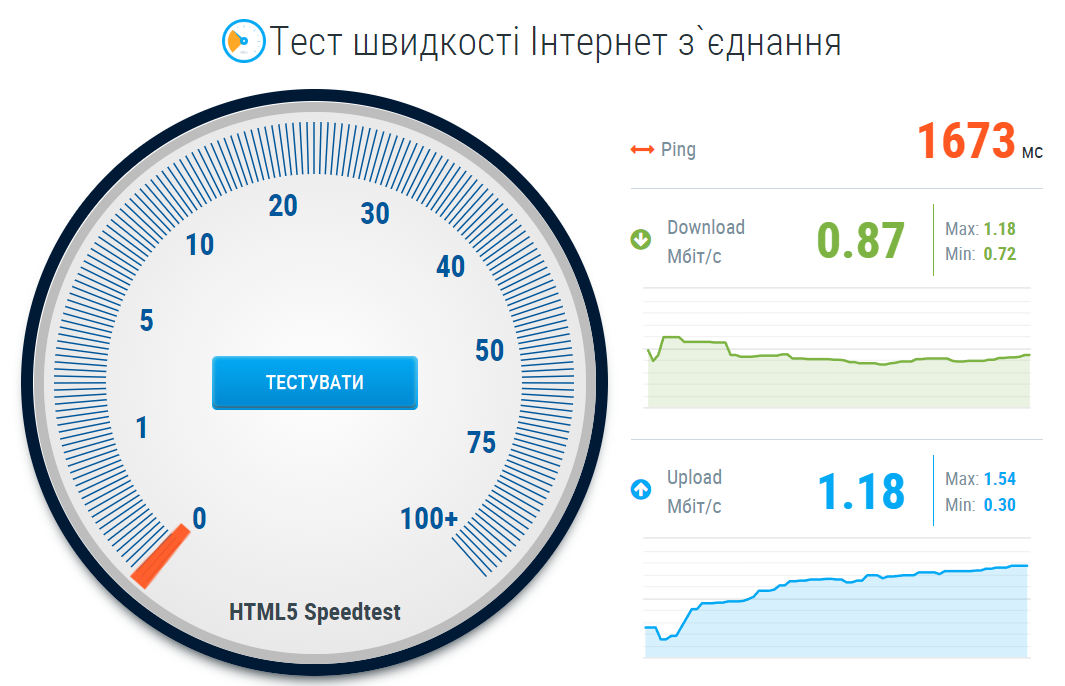 Тест швидкості Інтернет з`єднання
20
30
10
40
5
50
1
75
0
100+
ТЕСТУВАТИ
HTML5 Speedtest
Ping
1673 мс
Download
Мбіт/с
0.87
Max: 1.18
Min: 0.72
Upload
Мбіт/с
1.18
Max: 1.54
Min: 0.30